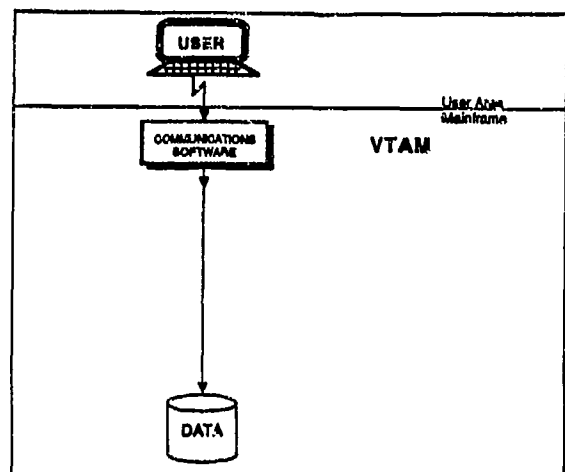 USER
User Area
Mainframe
COMMUNICATIONS
SOFTWARE
VTAM
DATA